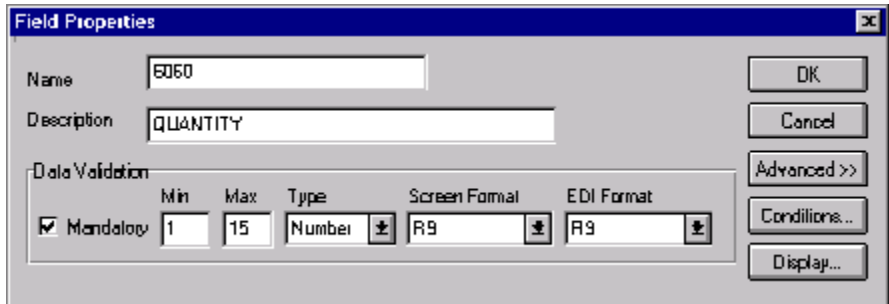 Field Properties
Name 6060 OK
Description QUANTITY Cancel
Data Validation Advanced >>
Min Max Type Screen Format EDI Format
Mandatory 1 15 Number R9 R9 Conditions...
Display...